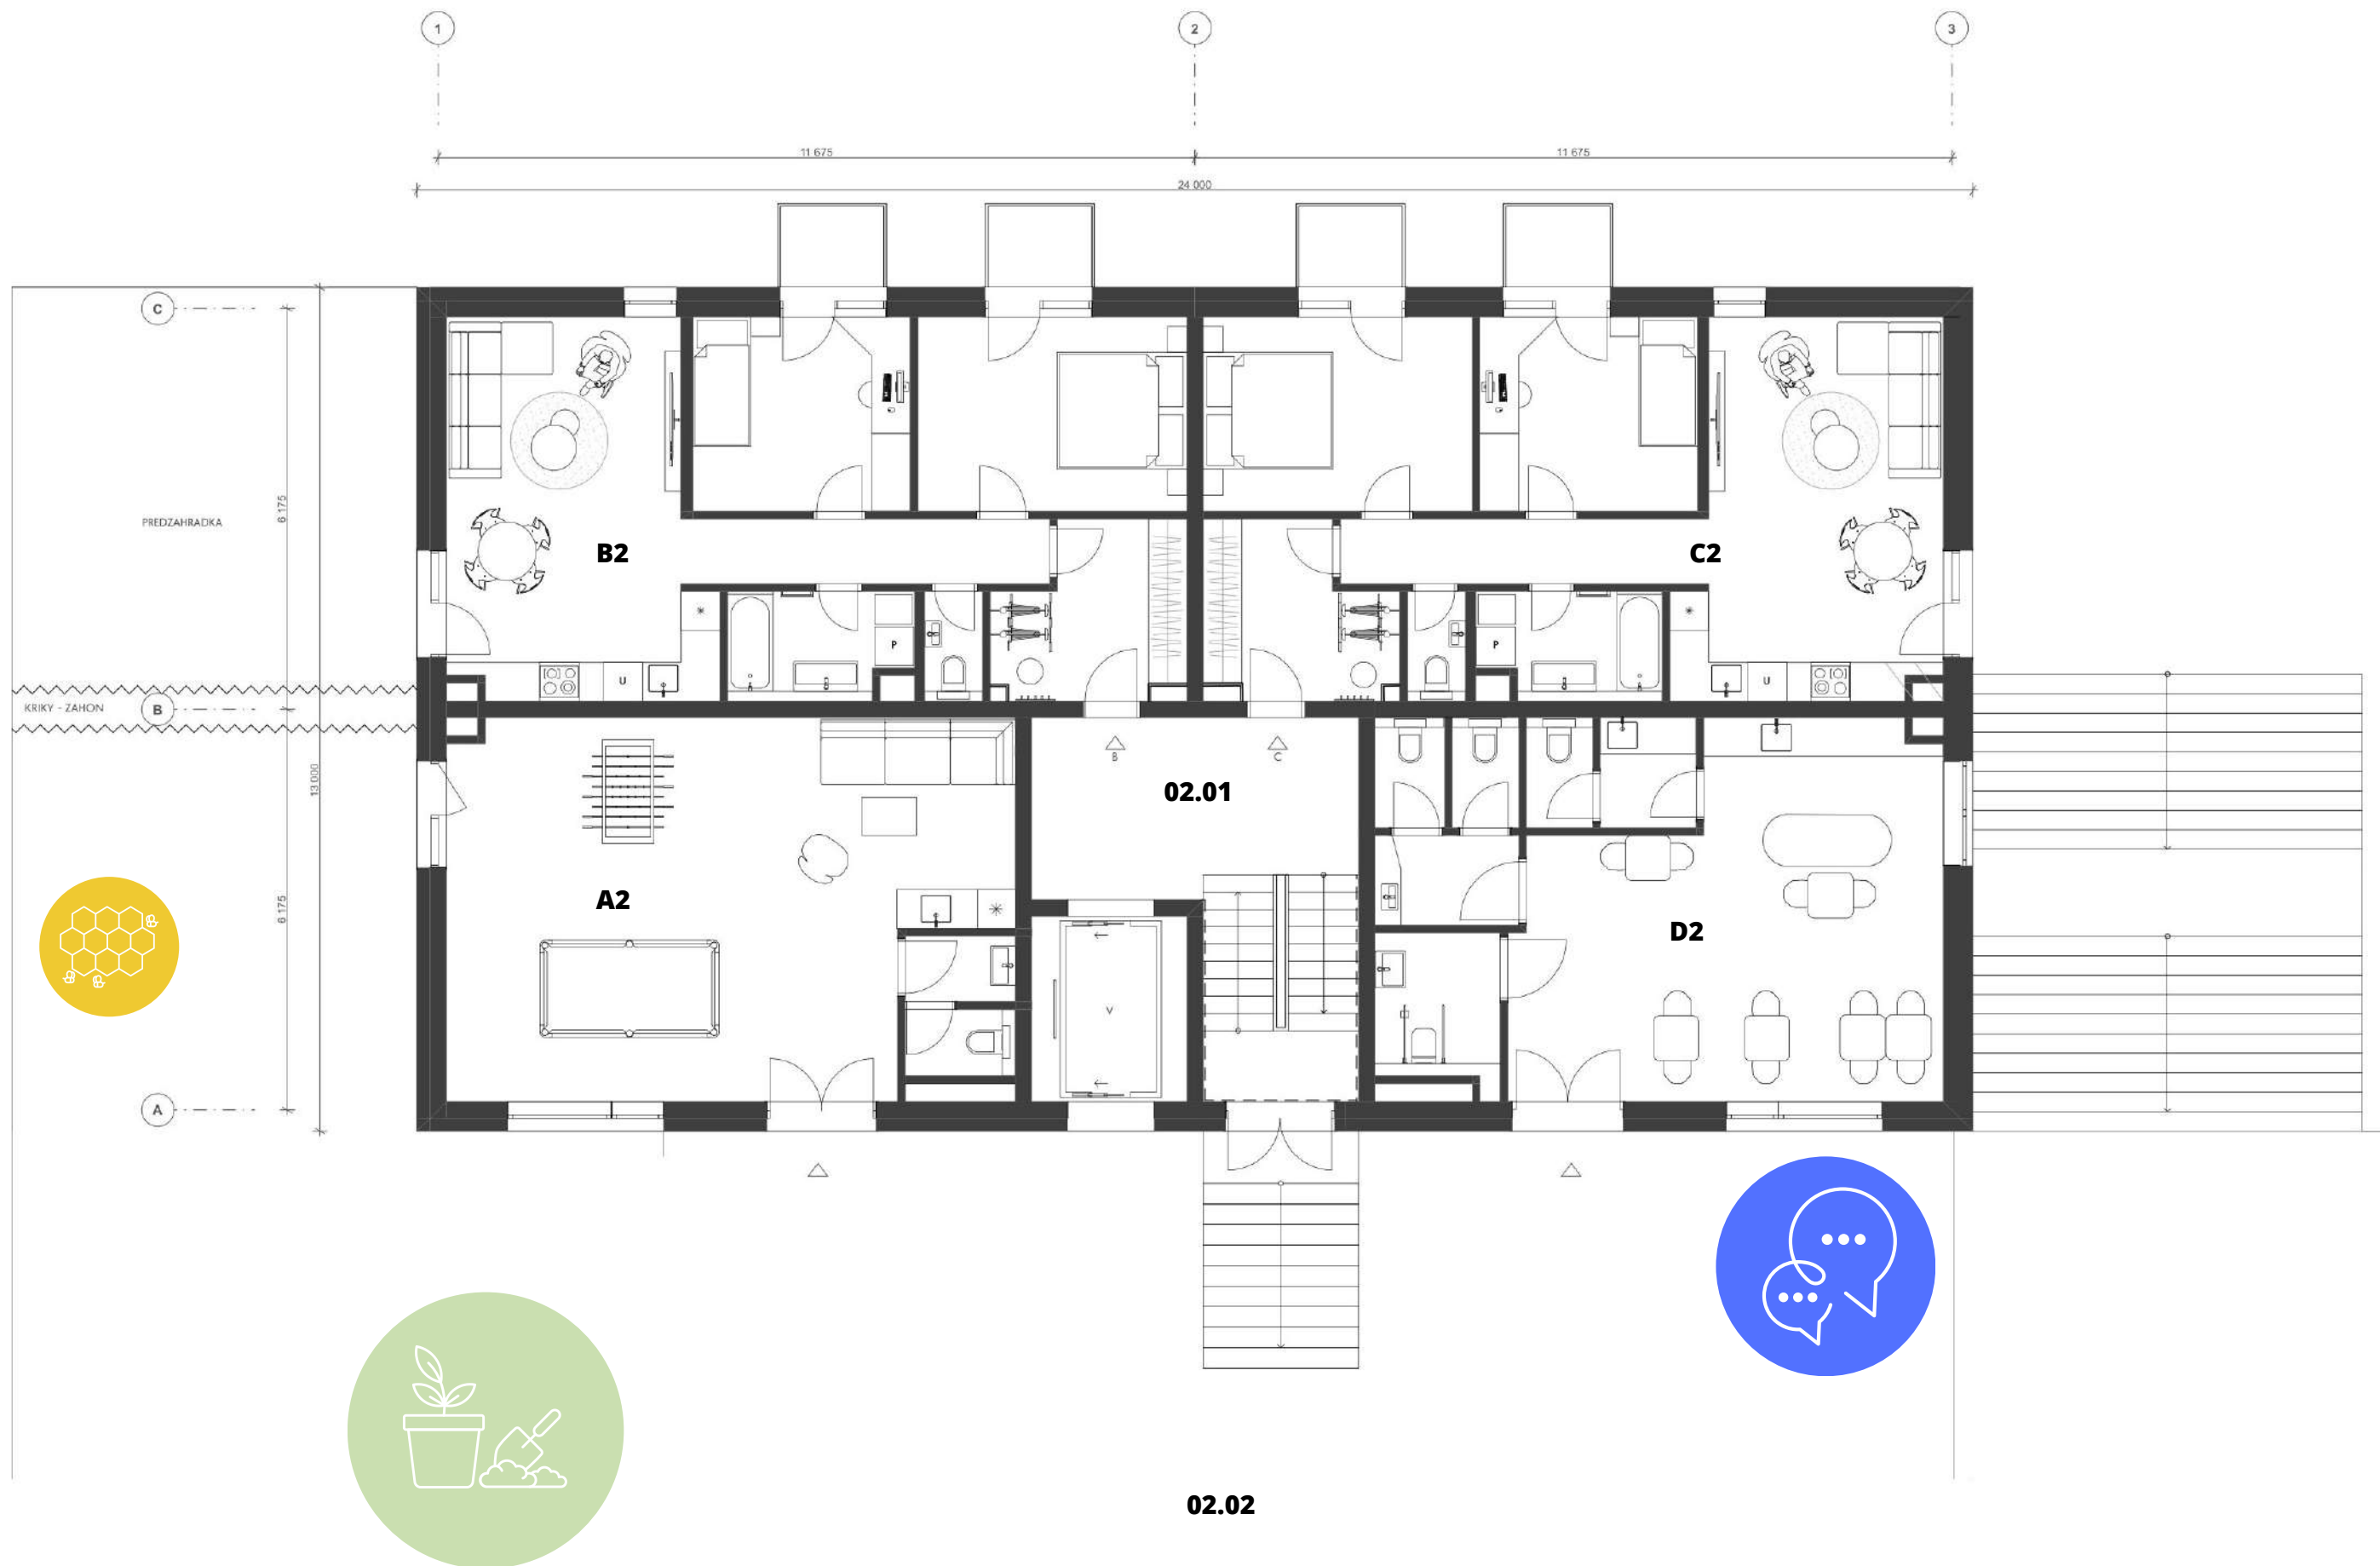 1
2
3
11 675
11 675
24 000
C
6 175
PREDZAHRADKA
B2
C2
P
P
U
U
KRIKY - ZAHON
B
B
C
13 000
02.01
A2
6 175
D2
V
A
02.02